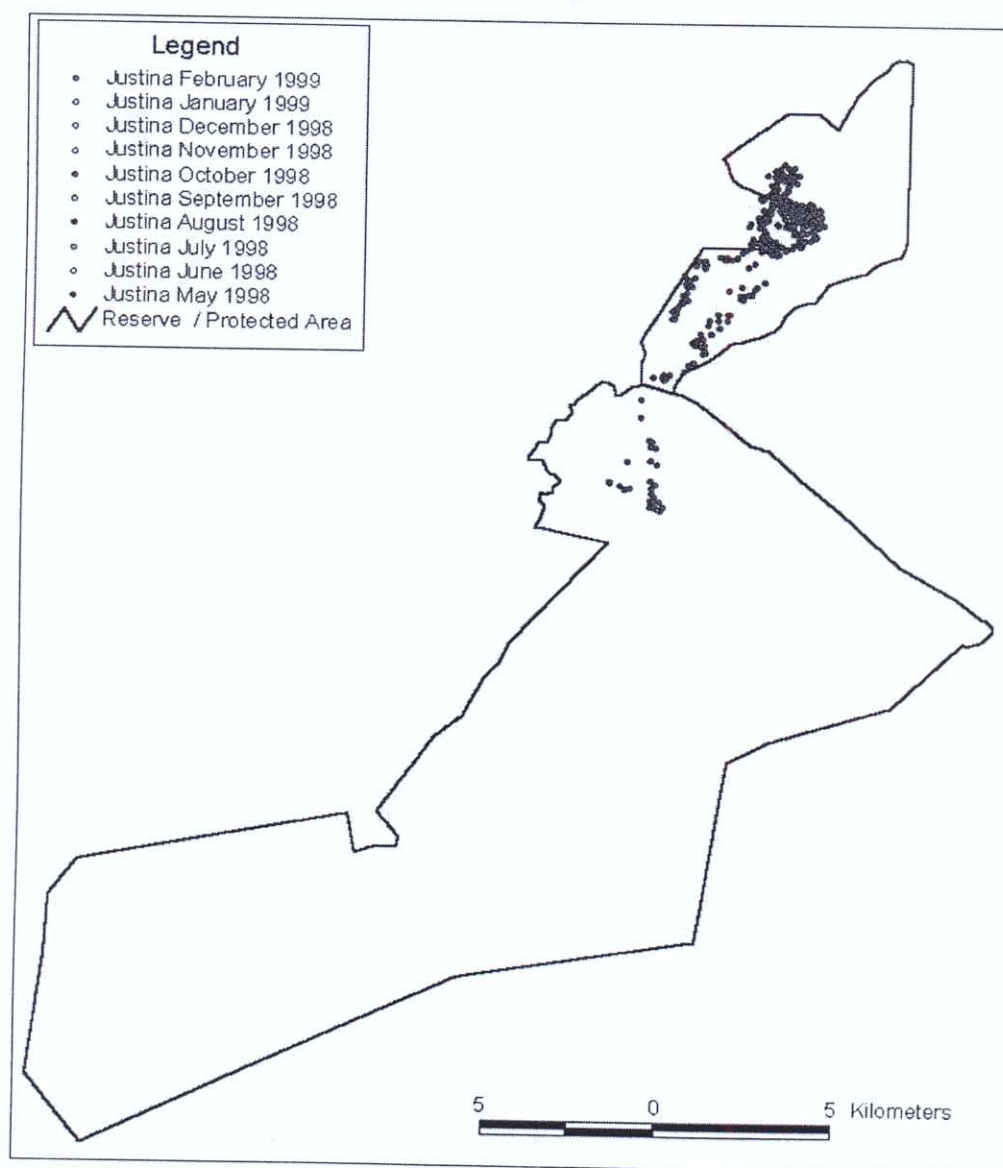 Legend
Justina February 1999
Justina January 1999
Justina December 1998
Justina November 1998
Justina October 1998
Justina September 1998
Justina August 1998
Justina July 1998
Justina June 1998
Justina May 1998
Reserve / Protected Area
5 0 5 Kilometers